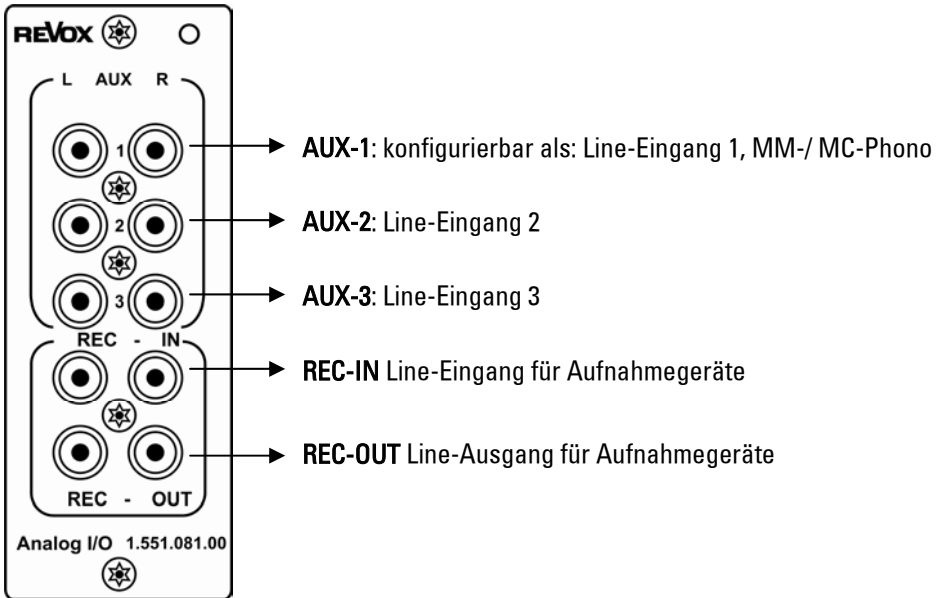 REVOX
L AUX R
1 AUX-1: konfigurierbar als: Line-Eingang 1, MM-/ MC-Phono
2 AUX-2: Line-Eingang 2
3 AUX-3: Line-Eingang 3
REC - IN
REC-IN Line-Eingang für Aufnahmegeräte
REC-OUT Line-Ausgang für Aufnahmegeräte
REC - OUT
Analog I/O 1.551.081.00